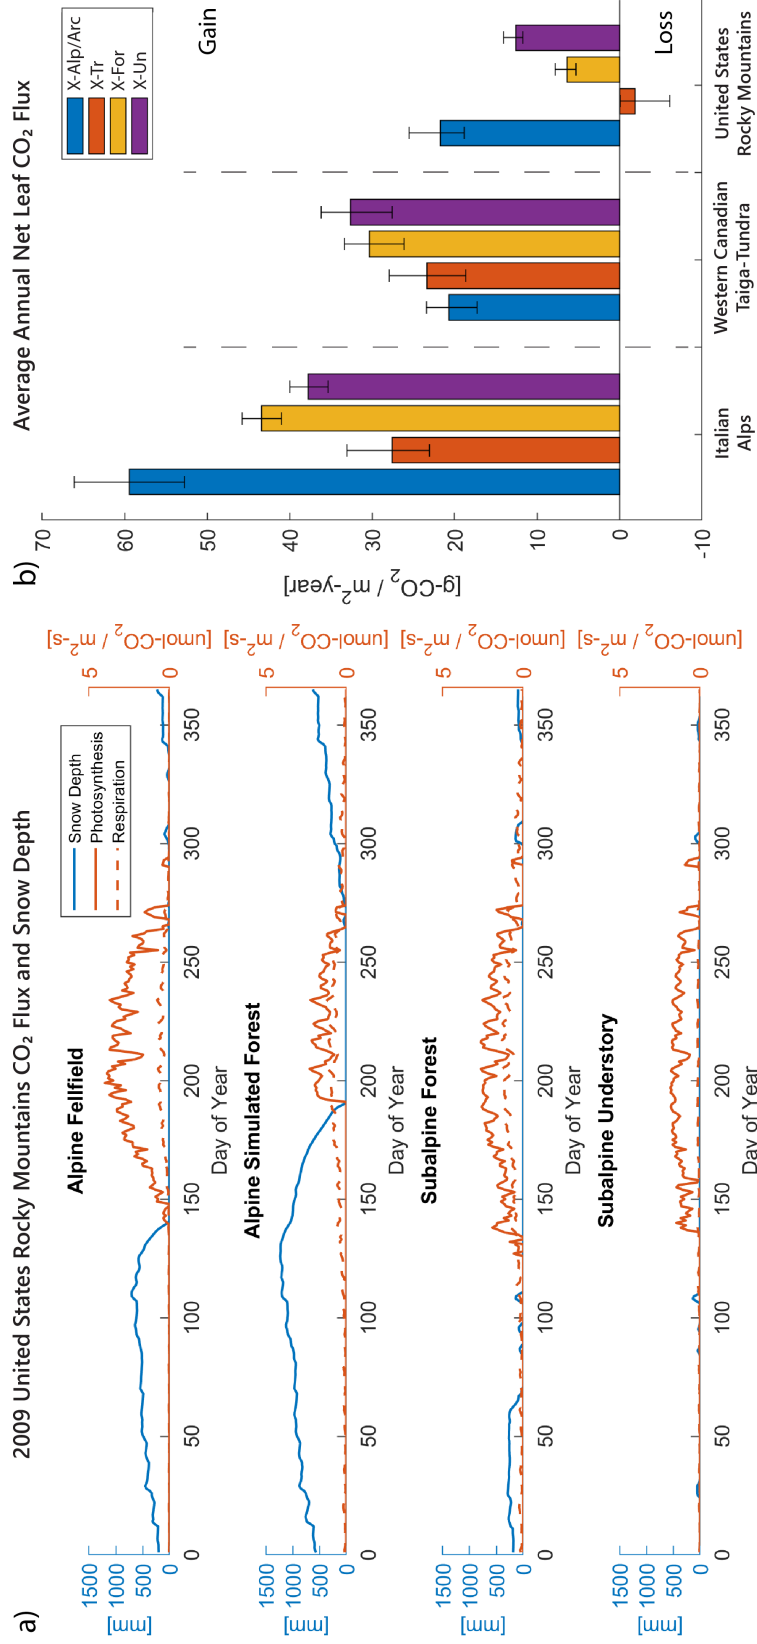 a)
2009 United States Rocky Mountains CO₂ Flux and Snow Depth
Alpine Fellfield
Snow Depth
Photosynthesis
Respiration
[mm]
1500
1000
500
0
5
0
[umol-CO₂ / m²-s]
0 50 100 150 200 250 300 350
Day of Year
Alpine Simulated Forest
[mm]
1500
1000
500
0
5
0
[umol-CO₂ / m²-s]
0 50 100 150 200 250 300 350
Day of Year
Subalpine Forest
[mm]
1500
1000
500
0
5
0
[umol-CO₂ / m²-s]
0 50 100 150 200 250 300 350
Day of Year
Subalpine Understory
[mm]
1500
1000
500
0
5
0
[umol-CO₂ / m²-s]
0 50 100 150 200 250 300 350
Day of Year
b)
Average Annual Net Leaf CO₂ Flux
X-Alp/Arc
X-Tr
X-For
X-Un
Gain
Loss
[g-CO₂ / m²-year]
70
60
50
40
30
20
10
0
-10
Italian
Alps
Western Canadian
Taiga-Tundra
United States
Rocky Mountains